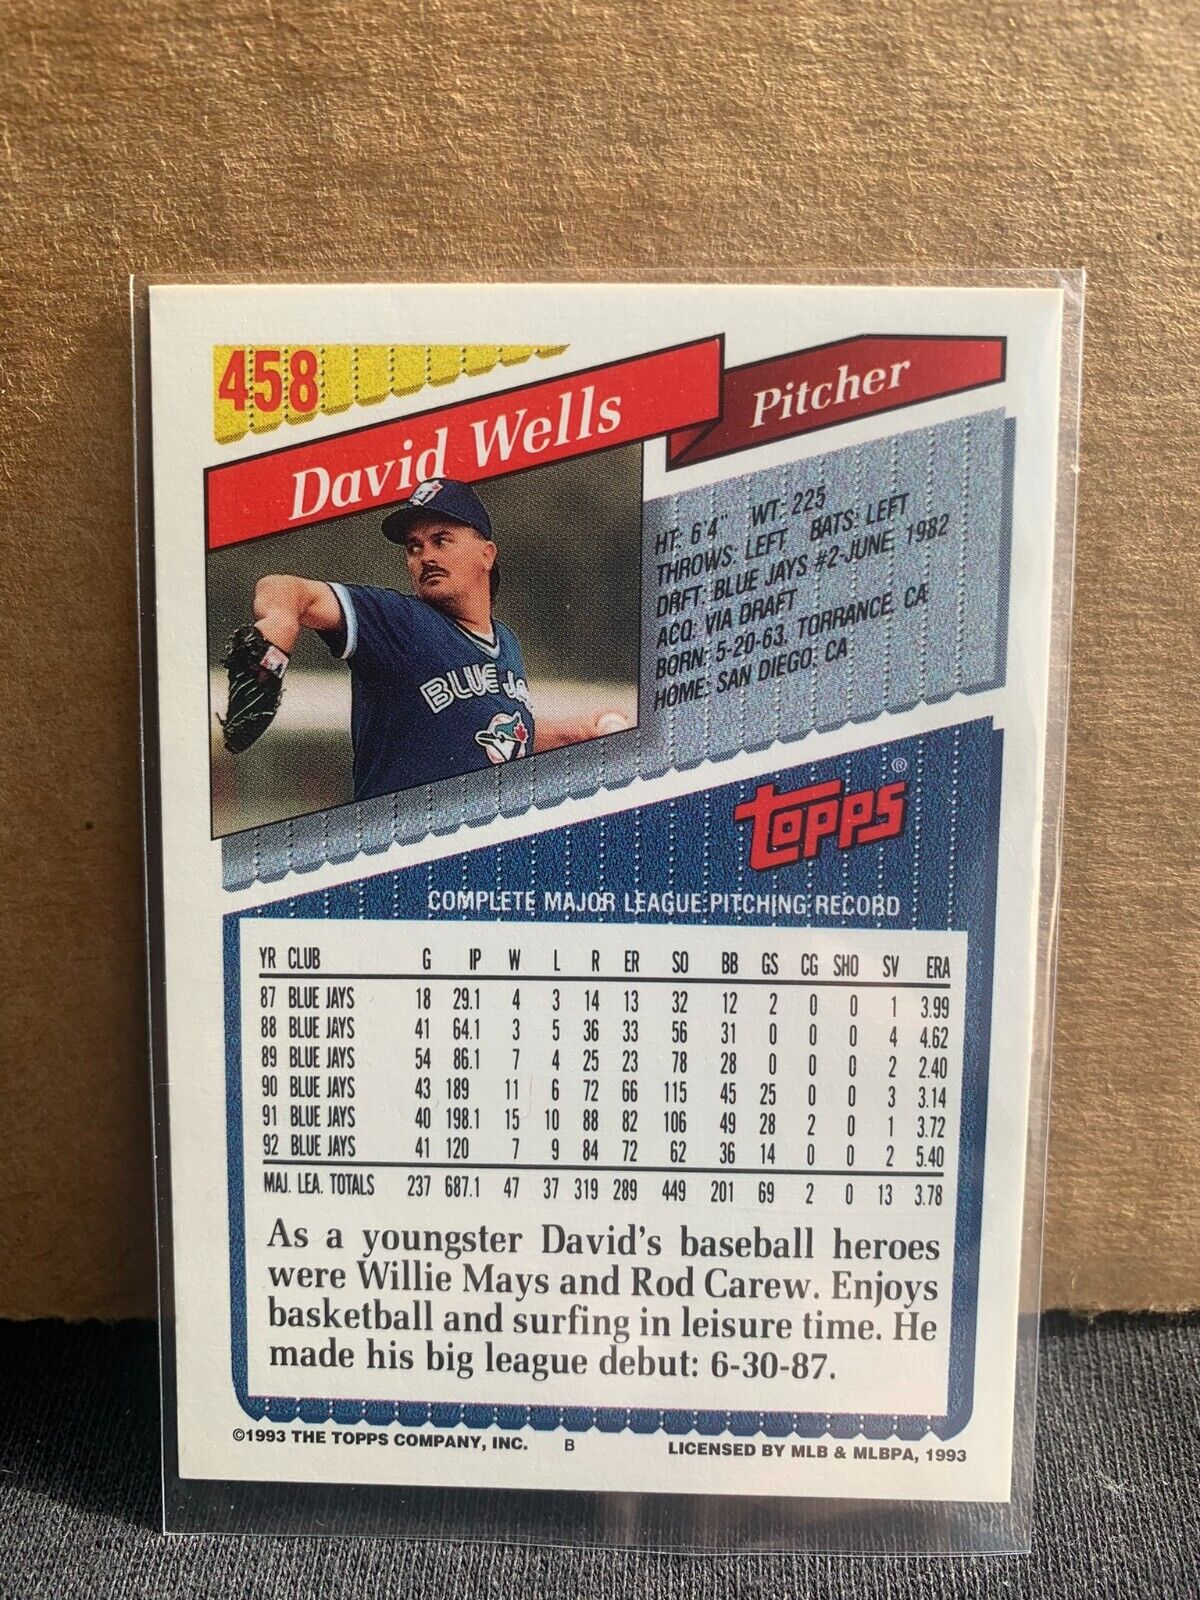 458
David Wells
Pitcher
HT: 6'4" WT: 225
THROWS: LEFT BATS: LEFT
DRFT: BLUE JAYS #2-JUNE, 1982
ACQ: VIA DRAFT
BORN: 5-20-63, TORRANCE, CA
HOME: SAN DIEGO, CA
BLUE JA
topps®
COMPLETE MAJOR LEAGUE PITCHING RECORD
YR CLUB G IP W L R ER SO BB GS CG SHO SV ERA
87 BLUE JAYS 18 29.1 4 3 14 13 32 12 2 0 0 1 3.99
88 BLUE JAYS 41 64.1 3 5 36 33 56 31 0 0 0 4 4.62
89 BLUE JAYS 54 86.1 7 4 25 23 78 28 0 0 0 2 2.40
90 BLUE JAYS 43 189 11 6 72 66 115 45 25 0 0 3 3.14
91 BLUE JAYS 40 198.1 15 10 88 82 106 49 28 2 0 1 3.72
92 BLUE JAYS 41 120 7 9 84 72 62 36 14 0 0 2 5.40
MAJ. LEA. TOTALS 237 687.1 47 37 319 289 449 201 69 2 0 13 3.78
As a youngster David's baseball heroes
were Willie Mays and Rod Carew. Enjoys
basketball and surfing in leisure time. He
made his big league debut: 6-30-87.
©1993 THE TOPPS COMPANY, INC. B LICENSED BY MLB & MLBPA, 1993